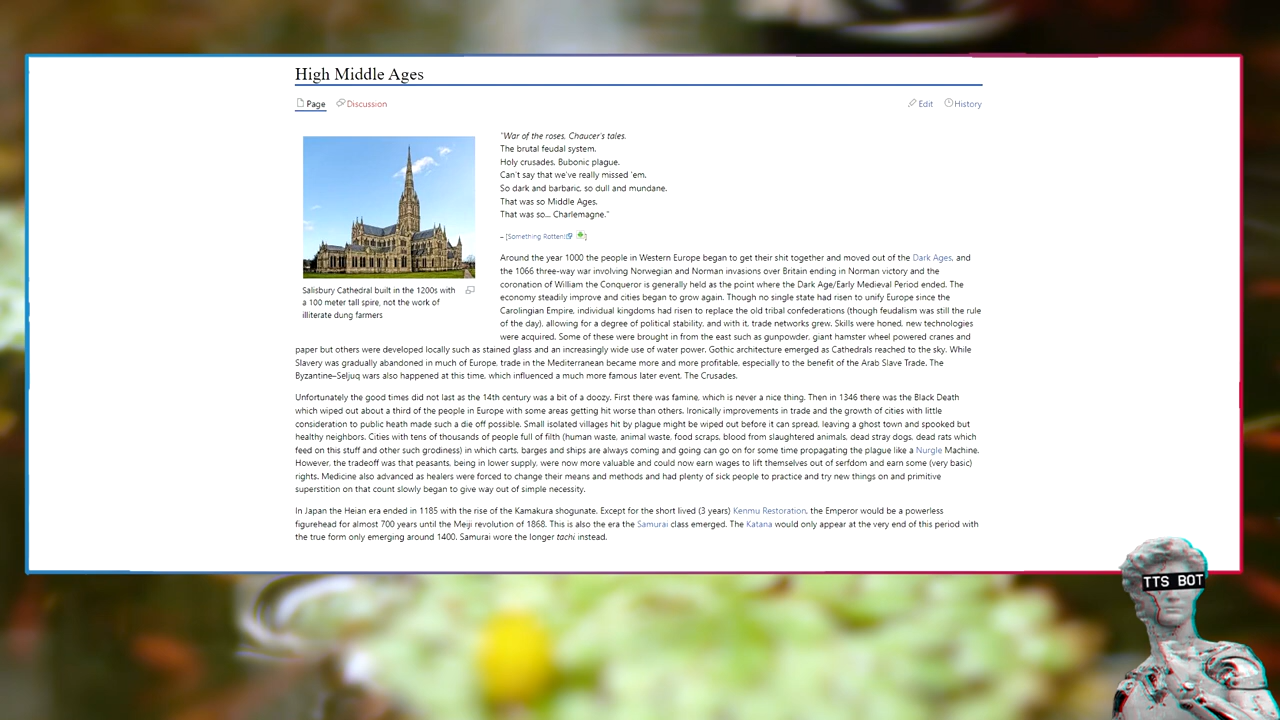 High Middle Ages
Page
Discussion
Edit
History
"War of the roses, Chaucer's tales.
The brutal feudal system.
Holy crusades. Bubonic plague.
Can't say that we've really missed 'em.
So dark and barbaric, so dull and mundane.
That was so Middle Ages.
That was so... Charlemagne."
– [Something Rotten!]
Salisbury Cathedral built in the 1200s with
a 100 meter tall spire, not the work of
illiterate dung farmers
Around the year 1000 the people in Western Europe began to get their shit together and moved out of the Dark Ages, and
the 1066 three-way war involving Norwegian and Norman invasions over Britain ending in Norman victory and the
coronation of William the Conqueror is generally held as the point where the Dark Age/Early Medieval Period ended. The
economy steadily improve and cities began to grow again. Though no single state had risen to unify Europe since the
Carolingian Empire, individual kingdoms had risen to replace the old tribal confederations (though feudalism was still the rule
of the day), allowing for a degree of political stability, and with it, trade networks grew. Skills were honed, new technologies
were acquired. Some of these were brought in from the east such as gunpowder, giant hamster wheel powered cranes and
paper but others were developed locally such as stained glass and an increasingly wide use of water power. Gothic architecture emerged as Cathedrals reached to the sky. While
Slavery was gradually abandoned in much of Europe, trade in the Mediterranean became more and more profitable, especially to the benefit of the Arab Slave Trade. The
Byzantine–Seljuq wars also happened at this time, which influenced a much more famous later event. The Crusades.
Unfortunately the good times did not last as the 14th century was a bit of a doozy. First there was famine, which is never a nice thing. Then in 1346 there was the Black Death
which wiped out about a third of the people in Europe with some areas getting hit worse than others. Ironically improvements in trade and the growth of cities with little
consideration to public heath made such a die off possible. Small isolated villages hit by plague might be wiped out before it can spread, leaving a ghost town and spooked but
healthy neighbors. Cities with tens of thousands of people full of filth (human waste, animal waste, food scraps, blood from slaughtered animals, dead stray dogs, dead rats which
feed on this stuff and other such grodiness) in which carts, barges and ships are always coming and going can go on for some time propagating the plague like a Nurgle Machine.
However, the tradeoff was that peasants, being in lower supply, were now more valuable and could now earn wages to lift themselves out of serfdom and earn some (very basic)
rights. Medicine also advanced as healers were forced to change their means and methods and had plenty of sick people to practice and try new things on and primitive
superstition on that count slowly began to give way out of simple necessity.
In Japan the Heian era ended in 1185 with the rise of the Kamakura shogunate. Except for the short lived (3 years) Kenmu Restoration, the Emperor would be a powerless
figurehead for almost 700 years until the Meiji revolution of 1868. This is also the era the Samurai class emerged. The Katana would only appear at the very end of this period with
the true form only emerging around 1400. Samurai wore the longer tachi instead.
TTS BOT